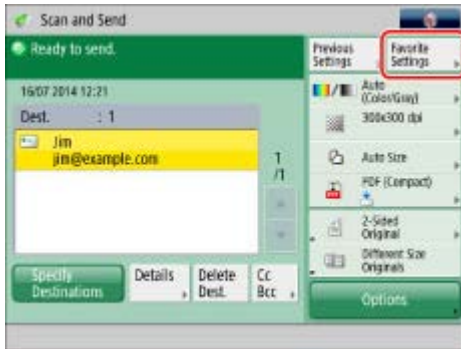 Scan and Send
Ready to send.
Previous Settings
Favorite Settings
16/07 2014 12:21
Dest. : 1
Jim
jim@example.com
1
/1
Auto (Color/Gray)
300x300 dpi
Auto Size
PDF (Compact)
2-Sided Original
Different Size Originals
Specify Destinations
Details
Delete Dest.
Cc Bcc
Options